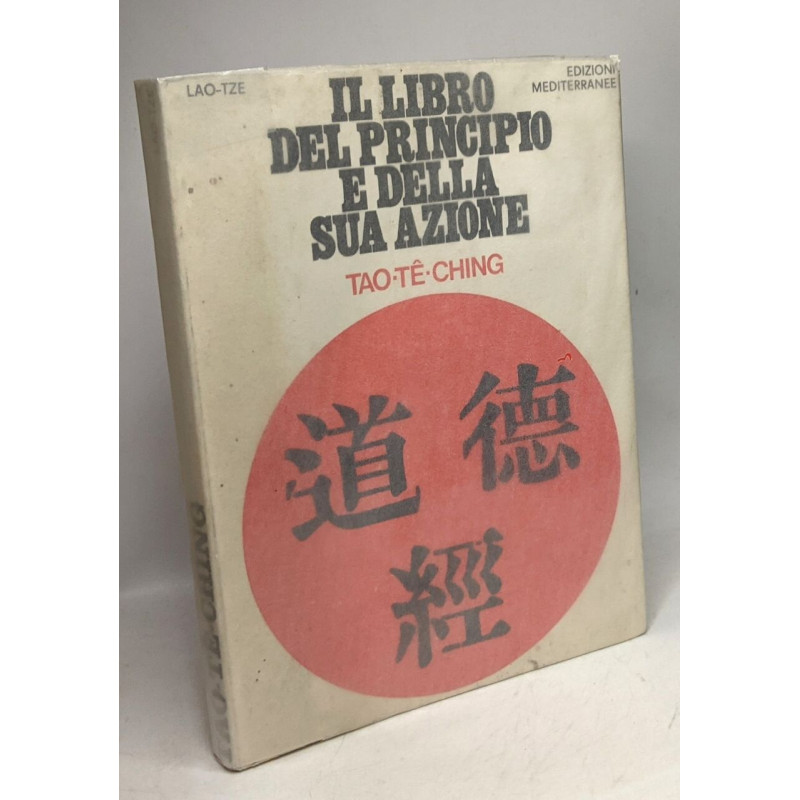 LAO-TZE
EDIZIONI
MEDITERRANEE
IL LIBRO
DEL PRINCIPIO
E DELLA
SUA AZIONE
TAO·TÊ·CHING
道德
經
TAO·TÊ·CHING